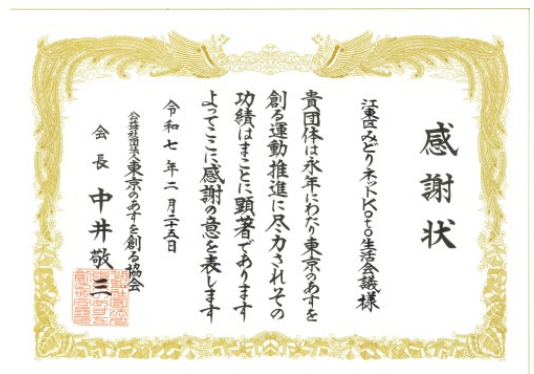 感謝状
江東区みどりネットKoto生活会議様
貴団体は永年にわたり東京のあすを
創る運動推進に尽力されその
功績はまことに顕著であります
よってここに感謝の意を表します
令和七年二月二十五日
公益社団法人東京のあすを創る協会
会長 中井敬三